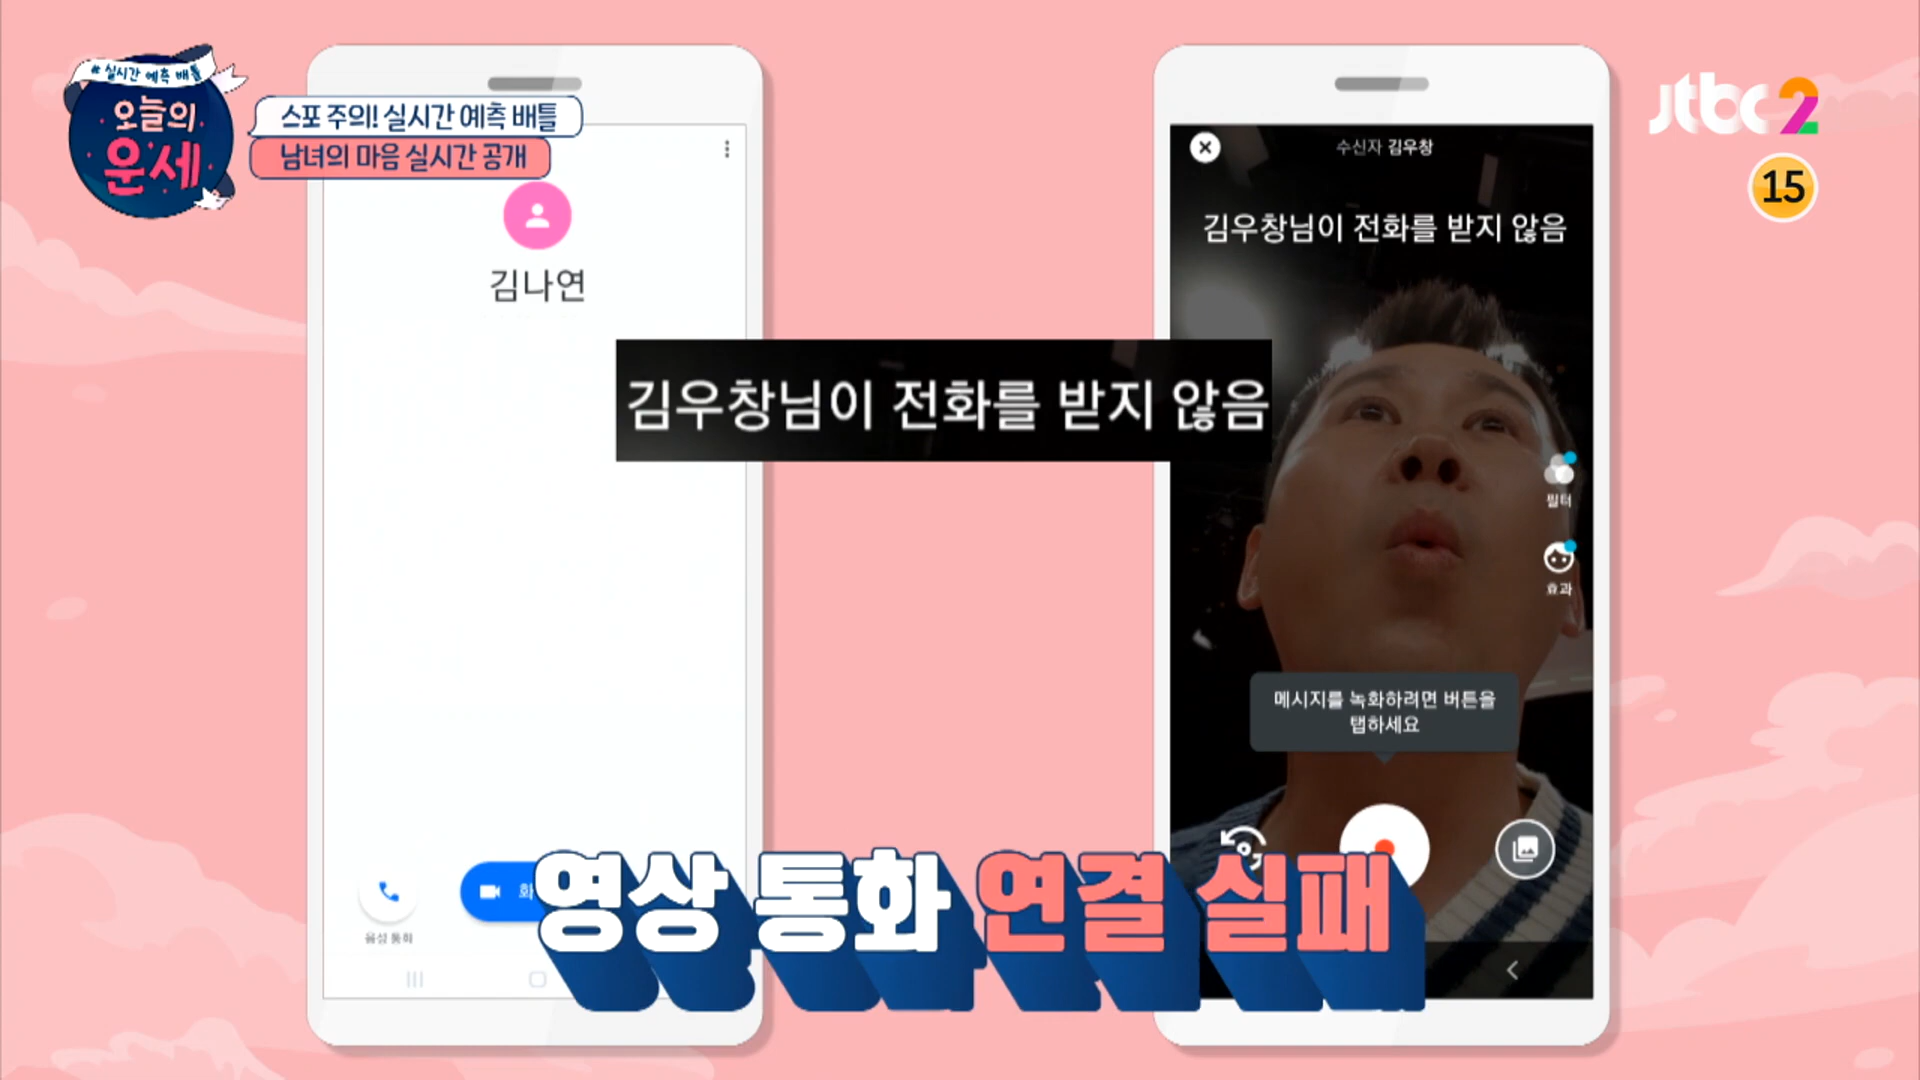 # 실시간 예측 배틀
오늘의
운세
스포 주의! 실시간 예측 배틀
남녀의 마음 실시간 공개
jtbc 2
15
김나연
수신자 김우창
김우창님이 전화를 받지 않음
김우창님이 전화를 받지 않음
필터
효과
메시지를 녹화하려면 버튼을
탭하세요
음성 통화
화
영상 통화 연결 실패